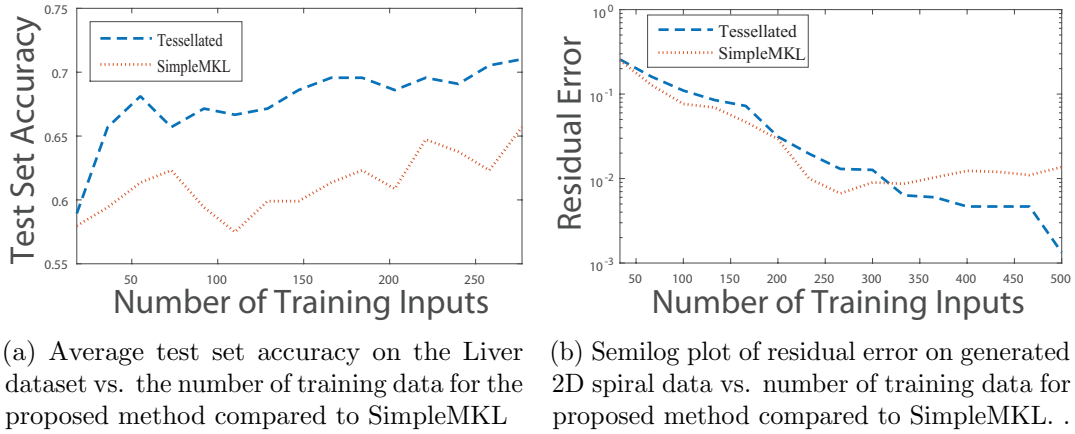 0.75
0.7
0.65
0.6
0.55
Test Set Accuracy
Tessellated
SimpleMKL
50 100 150 200 250
Number of Training Inputs
10^0
10^-1
10^-2
10^-3
Residual Error
Tessellated
SimpleMKL
50 100 150 200 250 300 350 400 450 500
Number of Training Inputs
(a) Average test set accuracy on the Liver
dataset vs. the number of training data for the
proposed method compared to SimpleMKL
(b) Semilog plot of residual error on generated
2D spiral data vs. number of training data for
proposed method compared to SimpleMKL. .